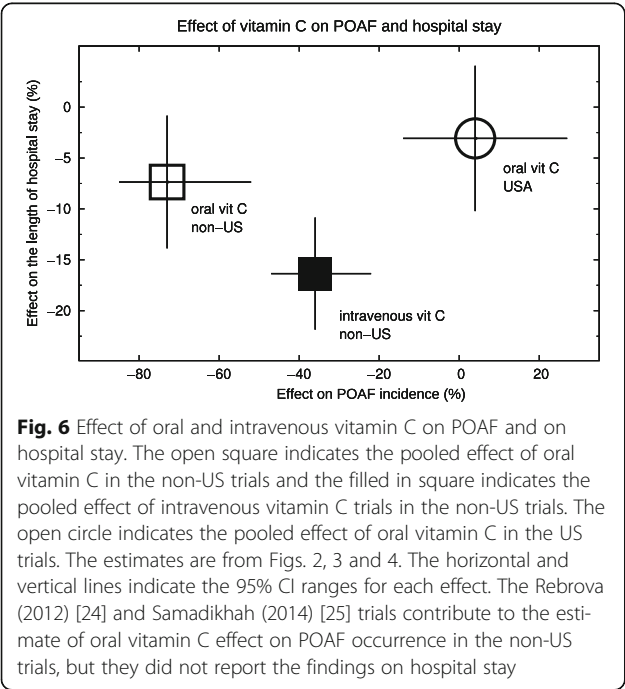 Effect of vitamin C on POAF and hospital stay
Effect on the length of hospital stay (%)
0
−5
−10
−15
−20
oral vit C
non−US
oral vit C
USA
intravenous vit C
non−US
−80 −60 −40 −20 0 20
Effect on POAF incidence (%)
Fig. 6 Effect of oral and intravenous vitamin C on POAF and on
hospital stay. The open square indicates the pooled effect of oral
vitamin C in the non-US trials and the filled in square indicates the
pooled effect of intravenous vitamin C trials in the non-US trials. The
open circle indicates the pooled effect of oral vitamin C in the US
trials. The estimates are from Figs. 2, 3 and 4. The horizontal and
vertical lines indicate the 95% CI ranges for each effect. The Rebrova
(2012) [24] and Samadikhah (2014) [25] trials contribute to the esti-
mate of oral vitamin C effect on POAF occurrence in the non-US
trials, but they did not report the findings on hospital stay